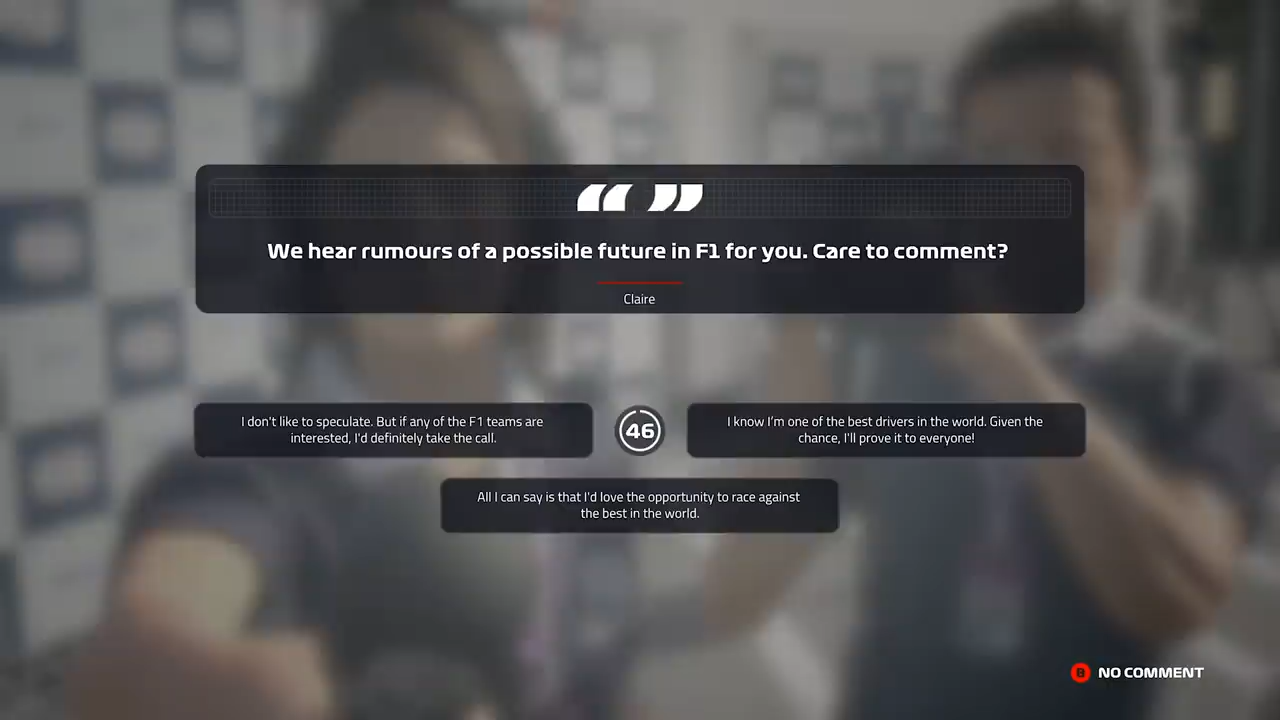 We hear rumours of a possible future in F1 for you. Care to comment?
Claire
I don't like to speculate. But if any of the F1 teams are
interested, I'd definitely take the call.
46
I know I'm one of the best drivers in the world. Given the
chance, I'll prove it to everyone!
All I can say is that I'd love the opportunity to race against
the best in the world.
B NO COMMENT